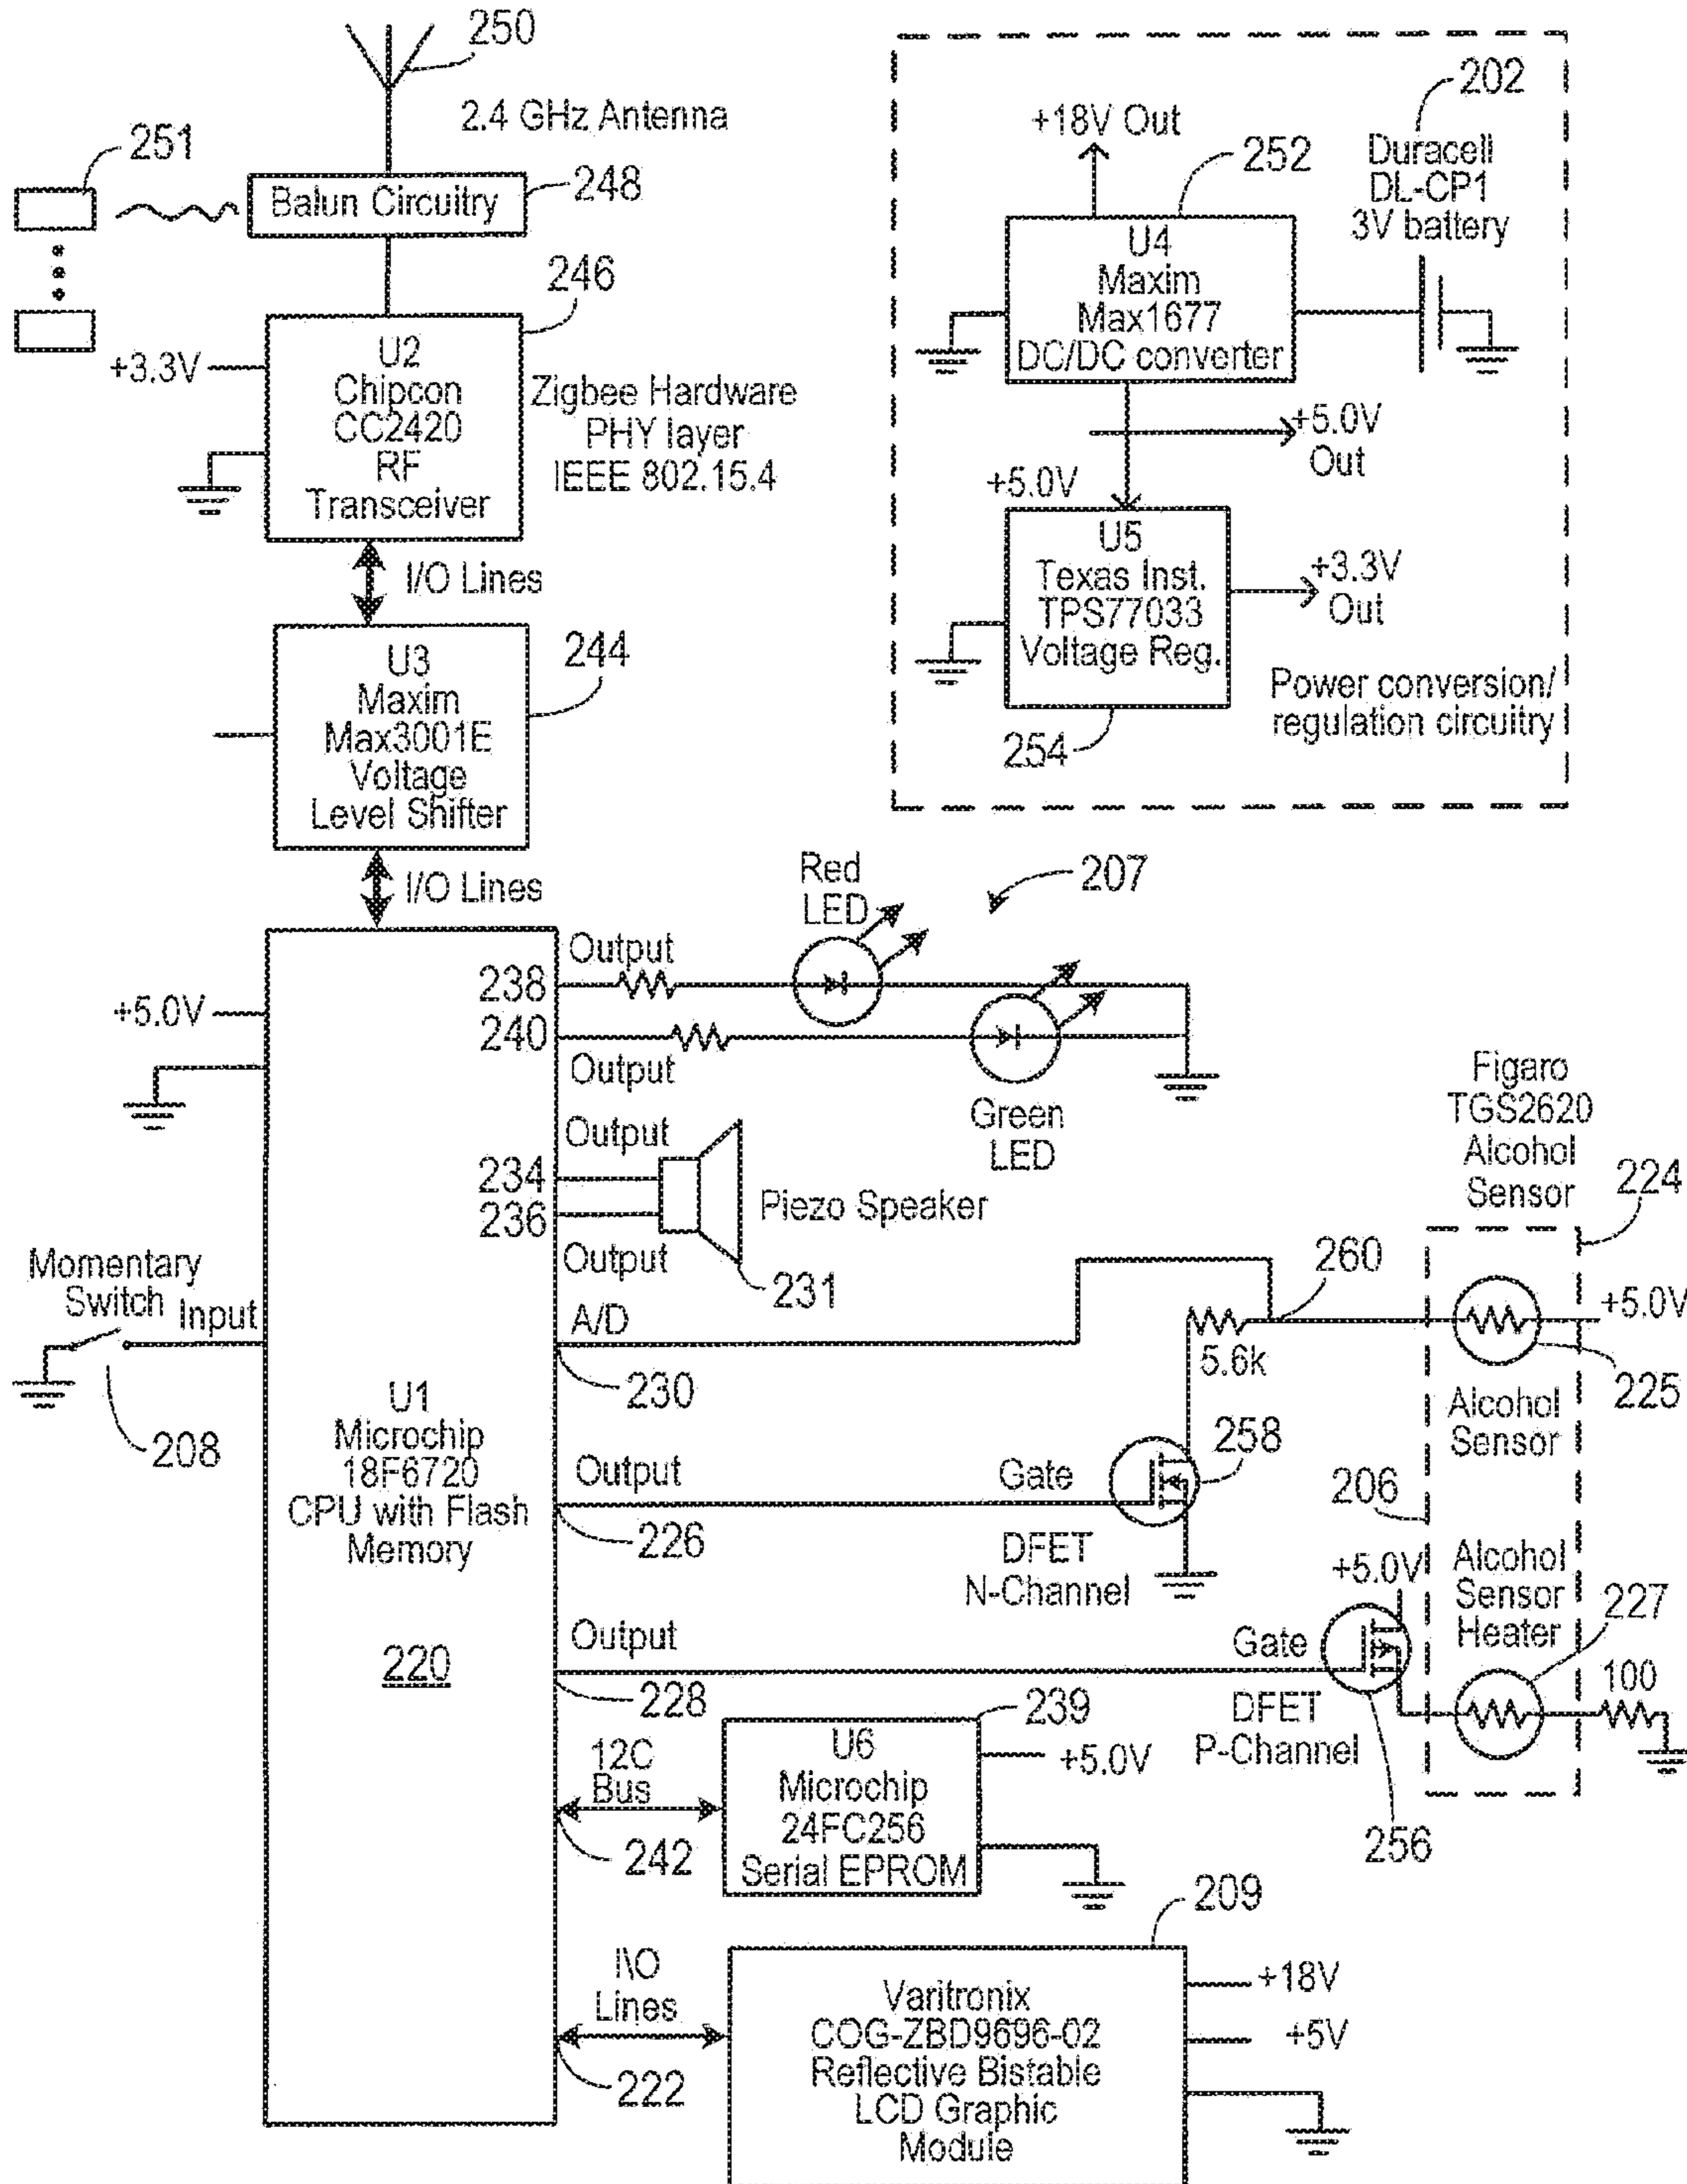 250
2.4 GHz Antenna
251
Balun Circuitry
248
246
+3.3V
U2
Chipcon
CC2420
RF
Transceiver
Zigbee Hardware
PHY layer
IEEE 802.15.4
I/O Lines
U3
Maxim
Max3001E
Voltage
Level Shifter
244
I/O Lines
202
+18V Out
252
Duracell
DL-CP1
3V battery
U4
Maxim
Max1677
DC/DC converter
+5.0V
Out
+5.0V
U5
Texas Inst.
TPS77033
Voltage Reg.
+3.3V
Out
254
Power conversion/
regulation circuitry
Red
LED
207
Output
238
+5.0V
240
Output
Green
LED
Output
234
236
Output
Piezo Speaker
231
Figaro
TGS2620
Alcohol
Sensor
224
Momentary
Switch
Input
208
A/D
230
260
5.6k
+5.0V
225
Alcohol
Sensor
U1
Microchip
18F6720
CPU with Flash
Memory
220
Output
226
Gate
258
DFET
N-Channel
206
+5.0V
Alcohol
Sensor
Heater
227
Output
228
Gate
DFET
P-Channel
100
256
12C
Bus
242
239
U6
Microchip
24FC256
Serial EPROM
+5.0V
209
I\O
Lines
222
Varitronix
COG-ZBD9696-02
Reflective Bistable
LCD Graphic
Module
+18V
+5V